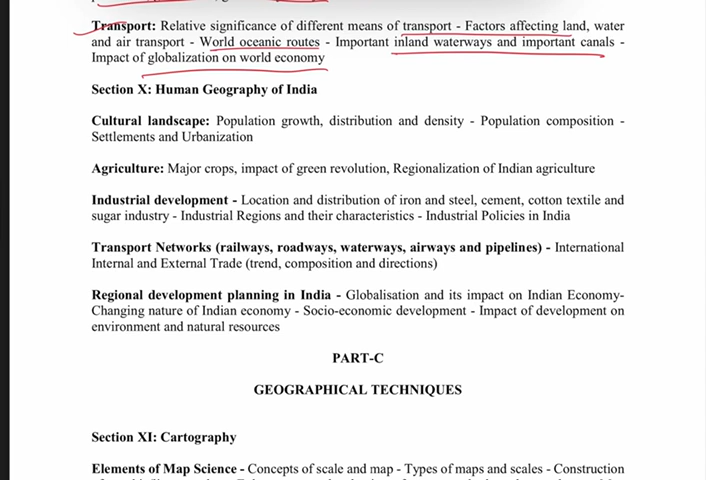 Transport: Relative significance of different means of transport - Factors affecting land, water
and air transport - World oceanic routes - Important inland waterways and important canals -
Impact of globalization on world economy
Section X: Human Geography of India
Cultural landscape: Population growth, distribution and density - Population composition -
Settlements and Urbanization
Agriculture: Major crops, impact of green revolution, Regionalization of Indian agriculture
Industrial development - Location and distribution of iron and steel, cement, cotton textile and
sugar industry - Industrial Regions and their characteristics - Industrial Policies in India
Transport Networks (railways, roadways, waterways, airways and pipelines) - International
Internal and External Trade (trend, composition and directions)
Regional development planning in India - Globalisation and its impact on Indian Economy-
Changing nature of Indian economy - Socio-economic development - Impact of development on
environment and natural resources
PART-C
GEOGRAPHICAL TECHNIQUES
Section XI: Cartography
Elements of Map Science - Concepts of scale and map - Types of maps and scales - Construction